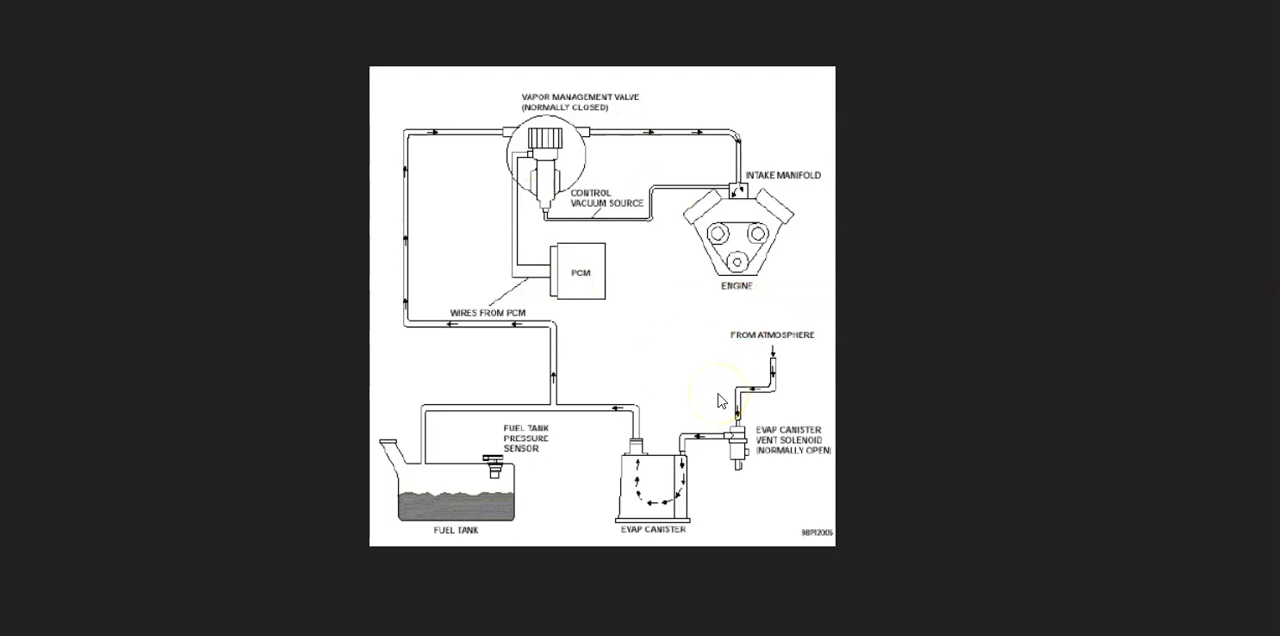 VAPOR MANAGEMENT VALVE
(NORMALLY CLOSED)
INTAKE MANIFOLD
CONTROL
VACUUM SOURCE
PCM
ENGINE
WIRES FROM PCM
FROM ATMOSPHERE
FUEL TANK
PRESSURE
SENSOR
EVAP CANISTER
VENT SOLENOID
(NORMALLY OPEN)
FUEL TANK
EVAP CANISTER